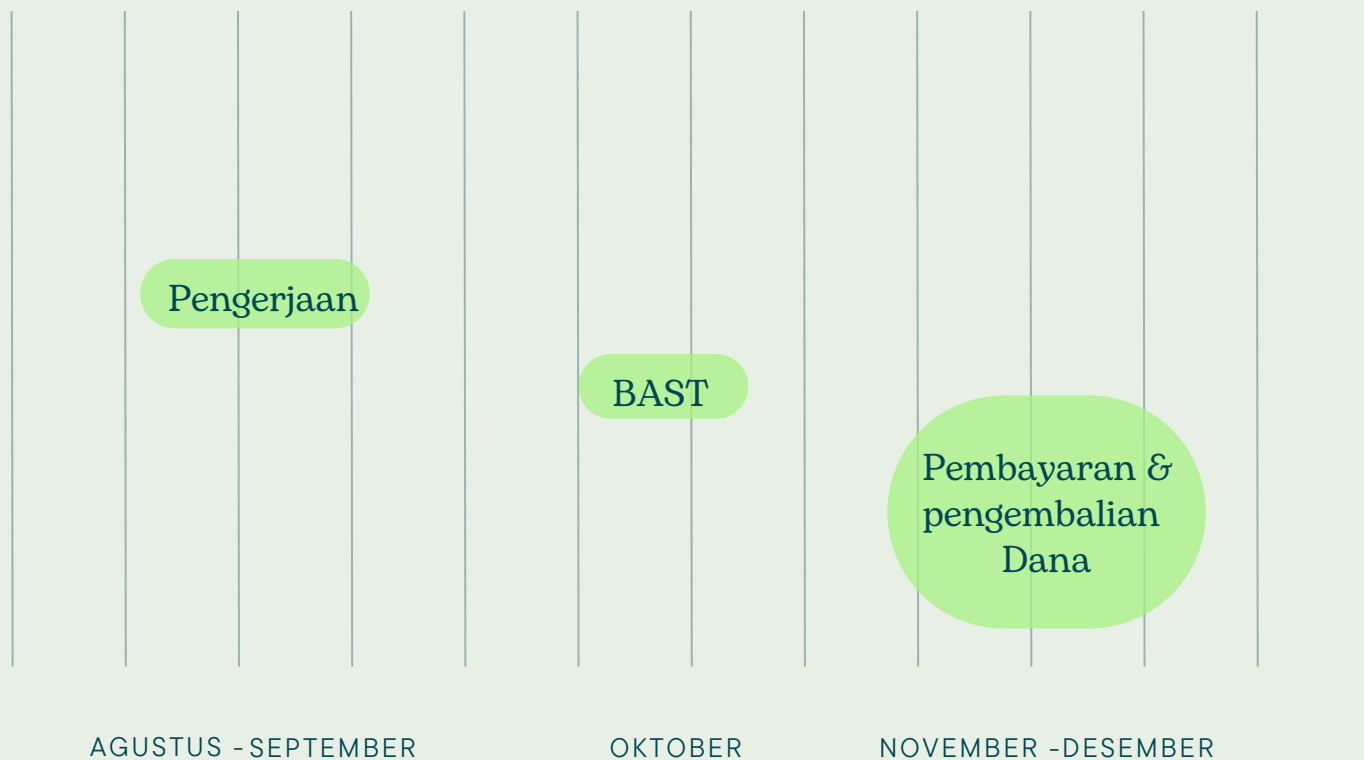 Pengerjaan
BAST
Pembayaran &
pengembalian
Dana
AGUSTUS -SEPTEMBER
OKTOBER
NOVEMBER -DESEMBER